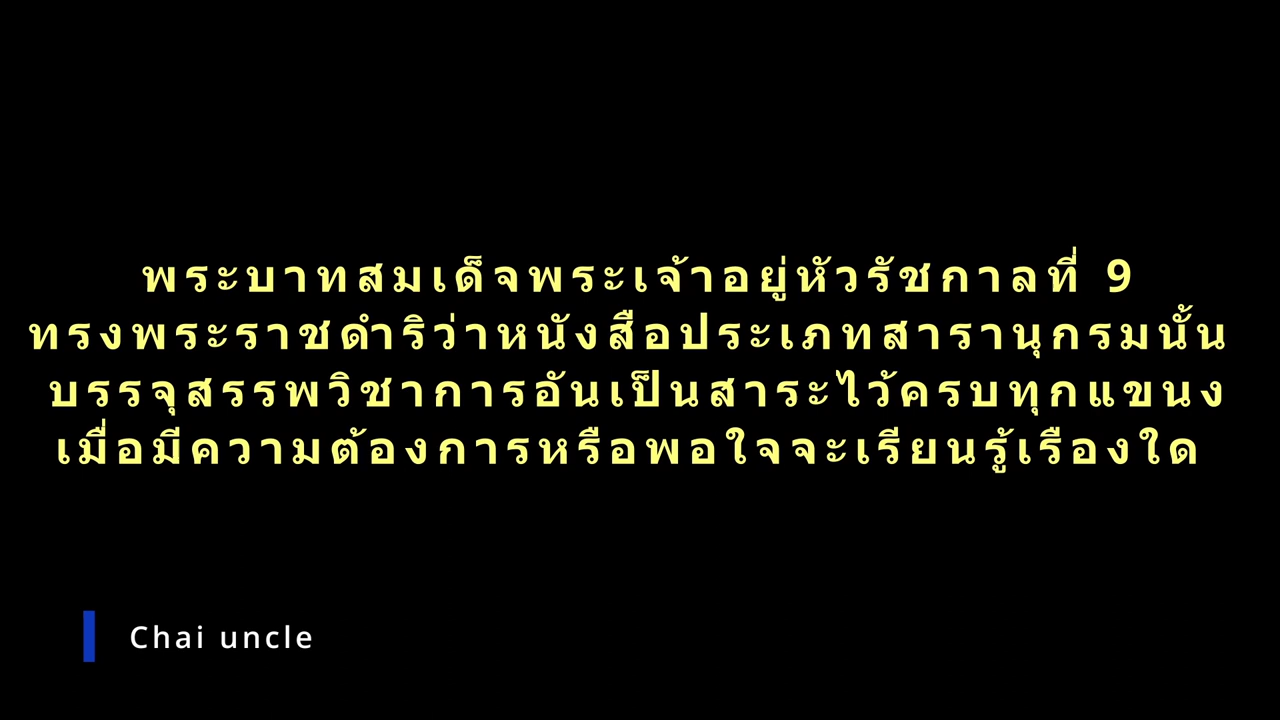 พระบาทสมเด็จพระเจ้าอยู่หัวรัชกาลที่ 9
ทรงพระราชดำริว่าหนังสือประเภทสารานุกรมนั้น
บรรจุสรรพวิชาการอันเป็นสาระไว้ครบทุกแขนง
เมื่อมีความต้องการหรือพอใจจะเรียนรู้เรืองใด
Chai uncle